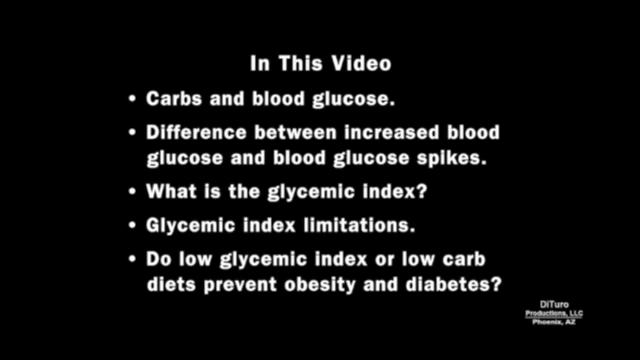 In This Video
• Carbs and blood glucose.
• Difference between increased blood
glucose and blood glucose spikes.
• What is the glycemic index?
• Glycemic index limitations.
• Do low glycemic index or low carb
diets prevent obesity and diabetes?
DiTuro
Productions, LLC
Phoenix, AZ